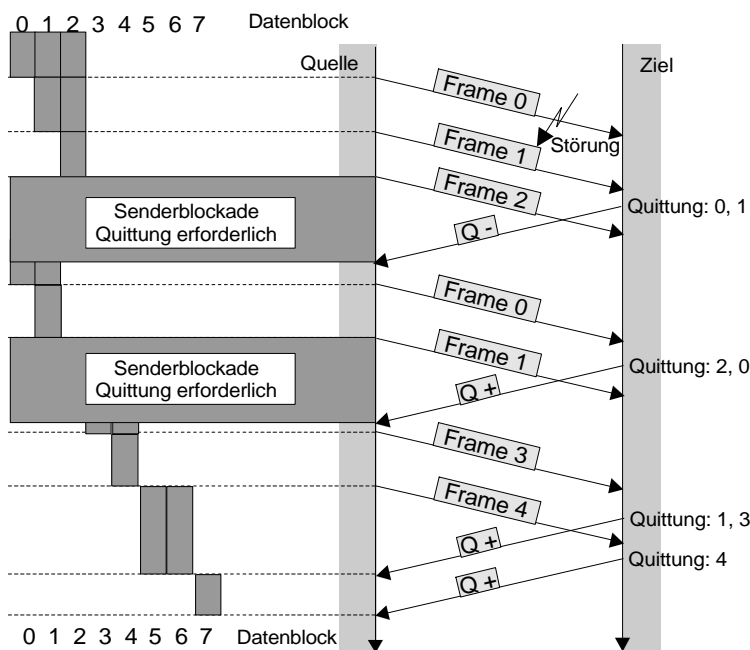 0 1 2 3 4 5 6 7 Datenblock
Quelle
Ziel
Frame 0
Störung
Frame 1
Frame 2
Quittung: 0, 1
Senderblockade
Quittung erforderlich
Q -
Frame 0
Frame 1
Quittung: 2, 0
Senderblockade
Quittung erforderlich
Q +
Frame 3
Frame 4
Quittung: 1, 3
Q +
Quittung: 4
Q +
0 1 2 3 4 5 6 7 Datenblock